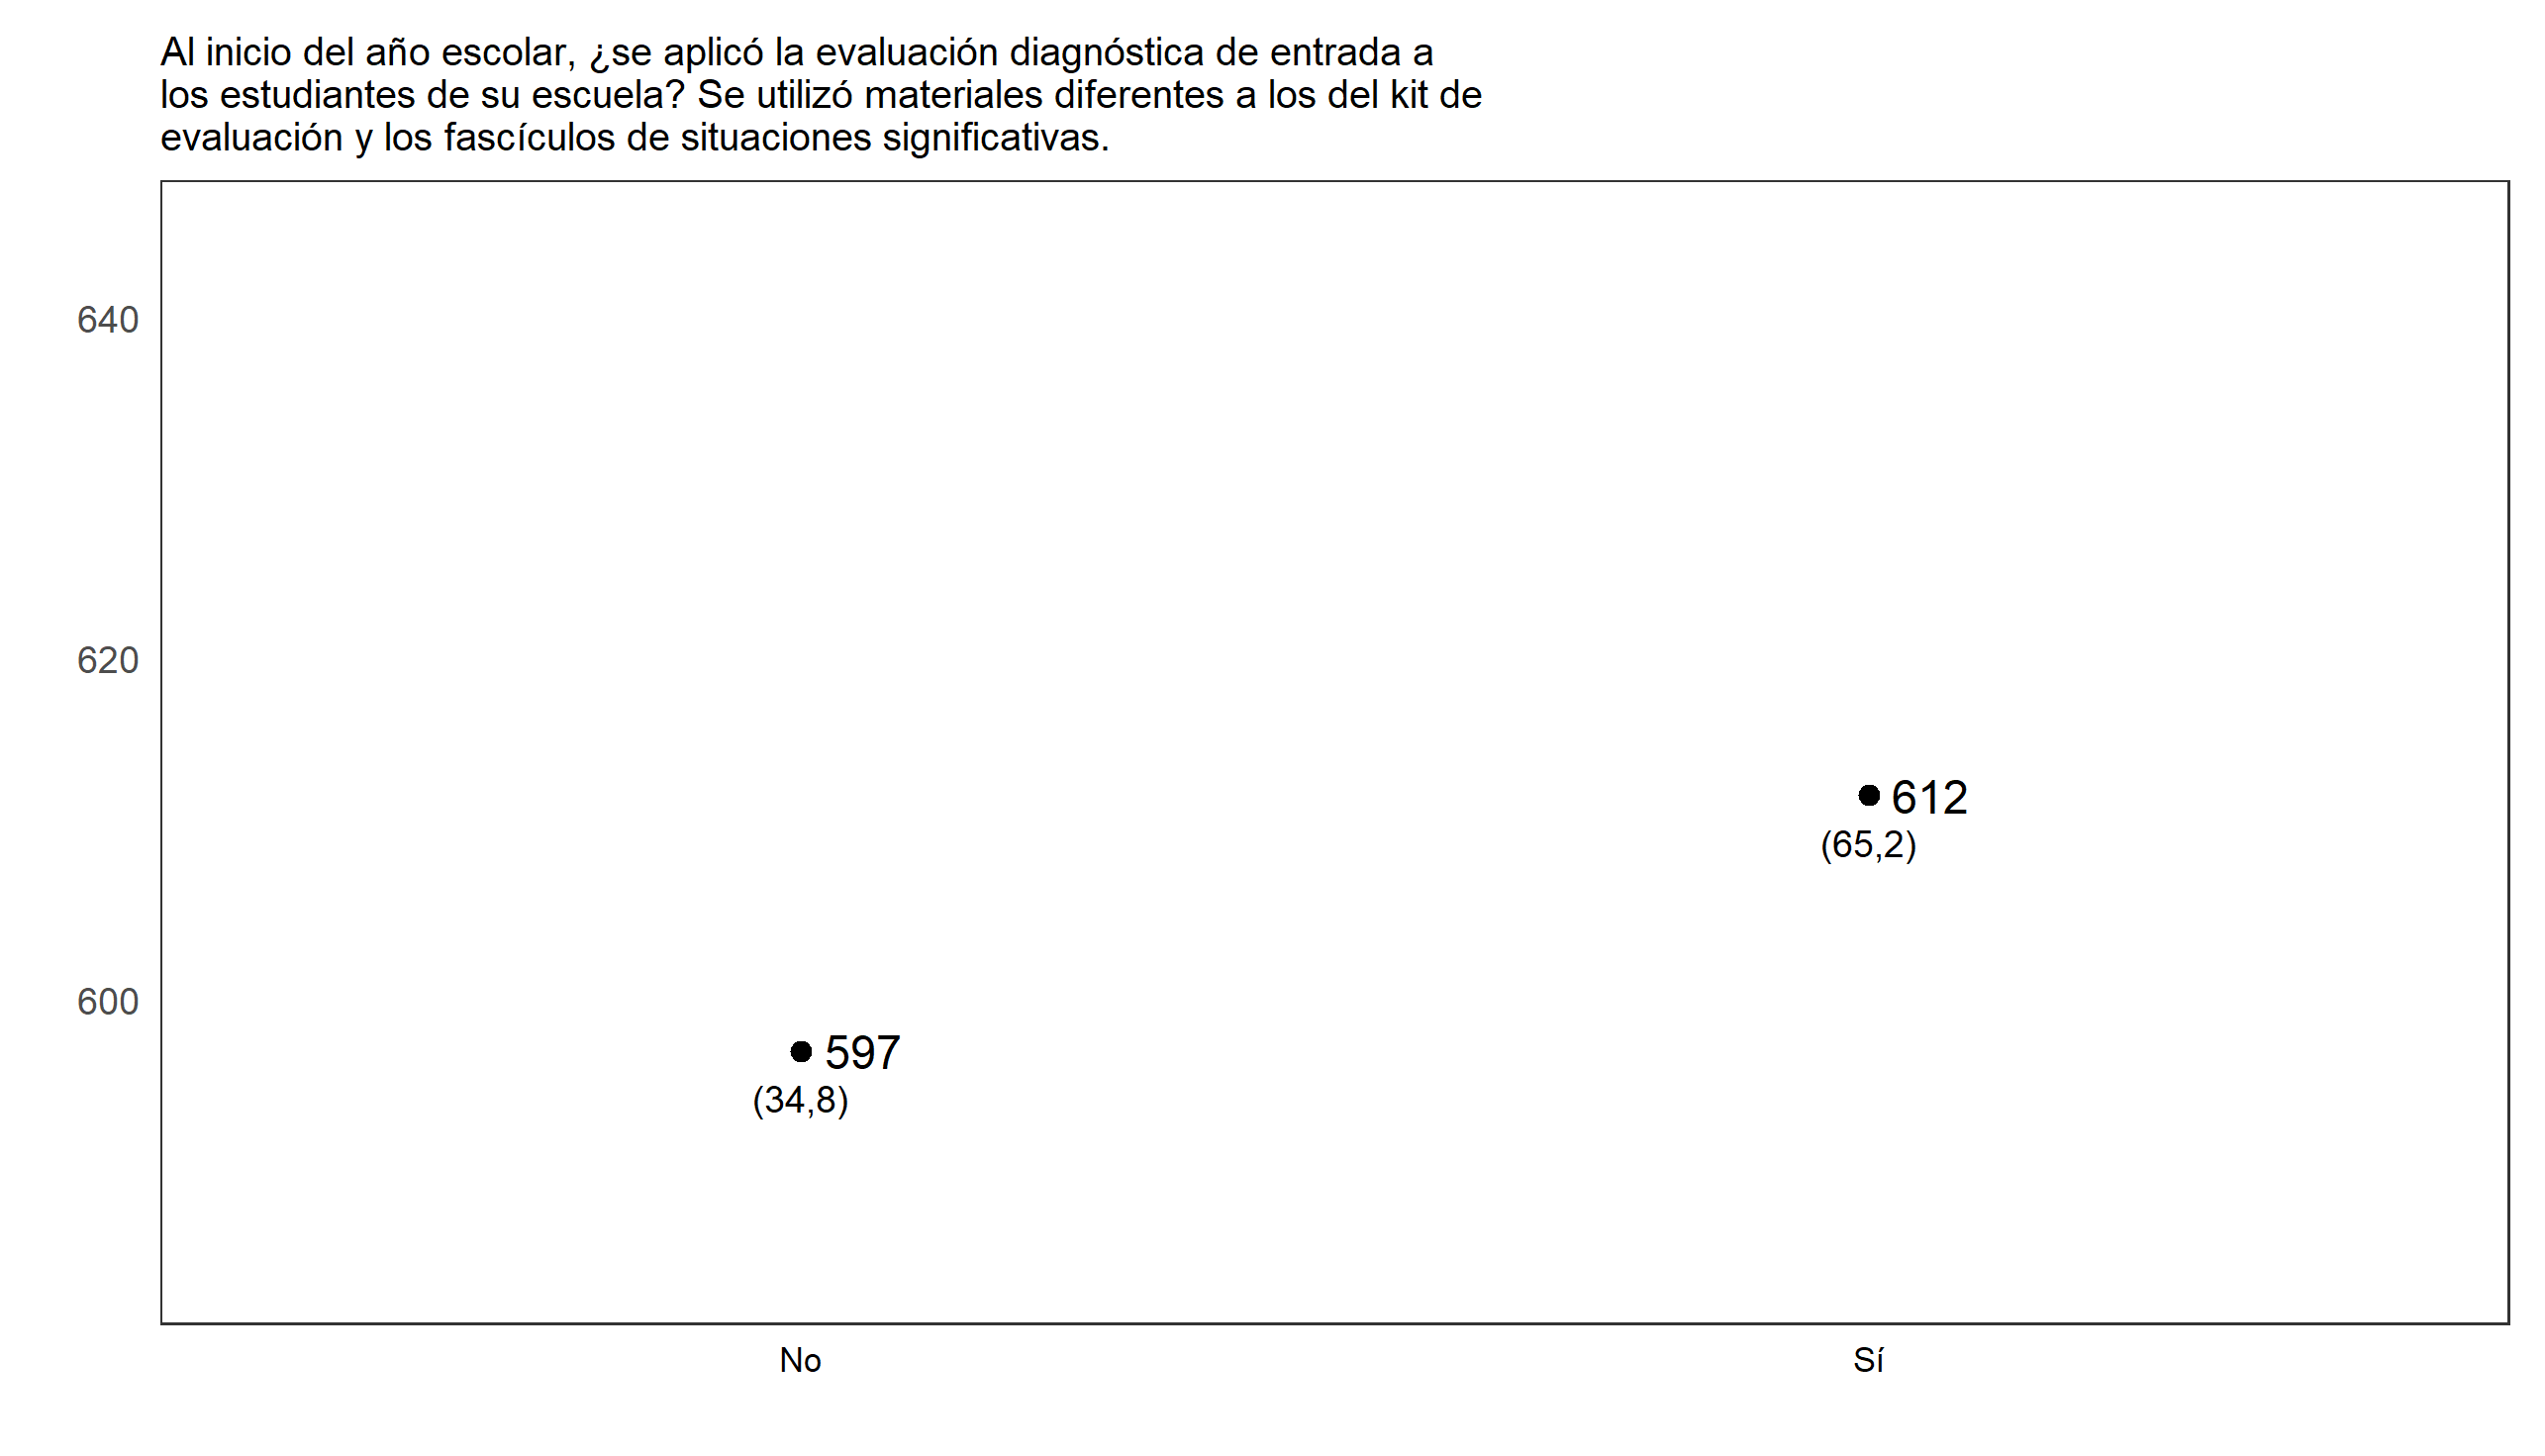 Al inicio del año escolar, ¿se aplicó la evaluación diagnóstica de entrada a
los estudiantes de su escuela? Se utilizó materiales diferentes a los del kit de
evaluación y los fascículos de situaciones significativas.
640
620
612
(65,2)
600
597
(34,8)
No
Sí